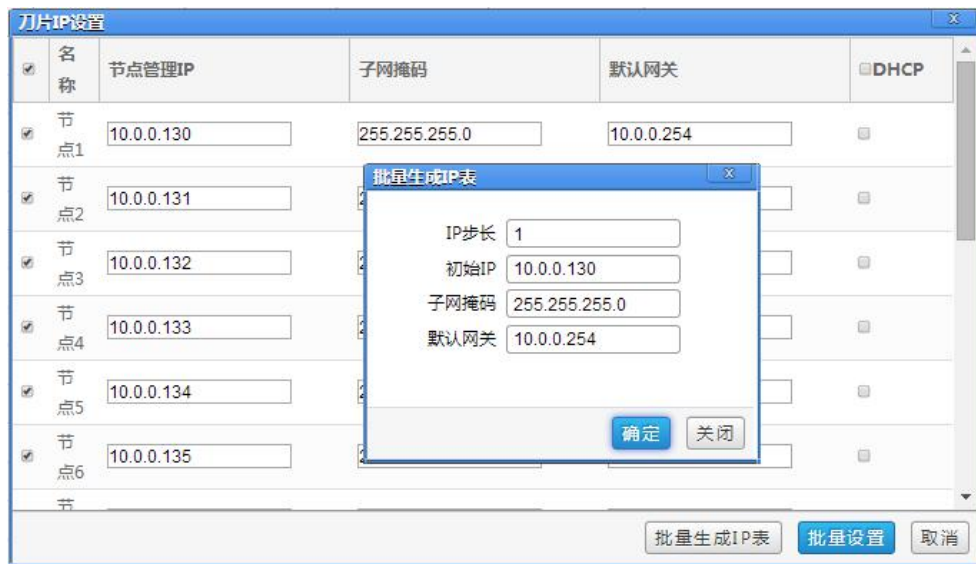 刀片IP设置
名称 节点管理IP 子网掩码 默认网关 DHCP
节点1 10.0.0.130 255.255.255.0 10.0.0.254
批量生成IP表
节点2 10.0.0.131
IP步长 1
节点3 10.0.0.132
初始IP 10.0.0.130
子网掩码 255.255.255.0
节点4 10.0.0.133
默认网关 10.0.0.254
节点5 10.0.0.134
确定 关闭
节点6 10.0.0.135
节
批量生成IP表 批量设置 取消